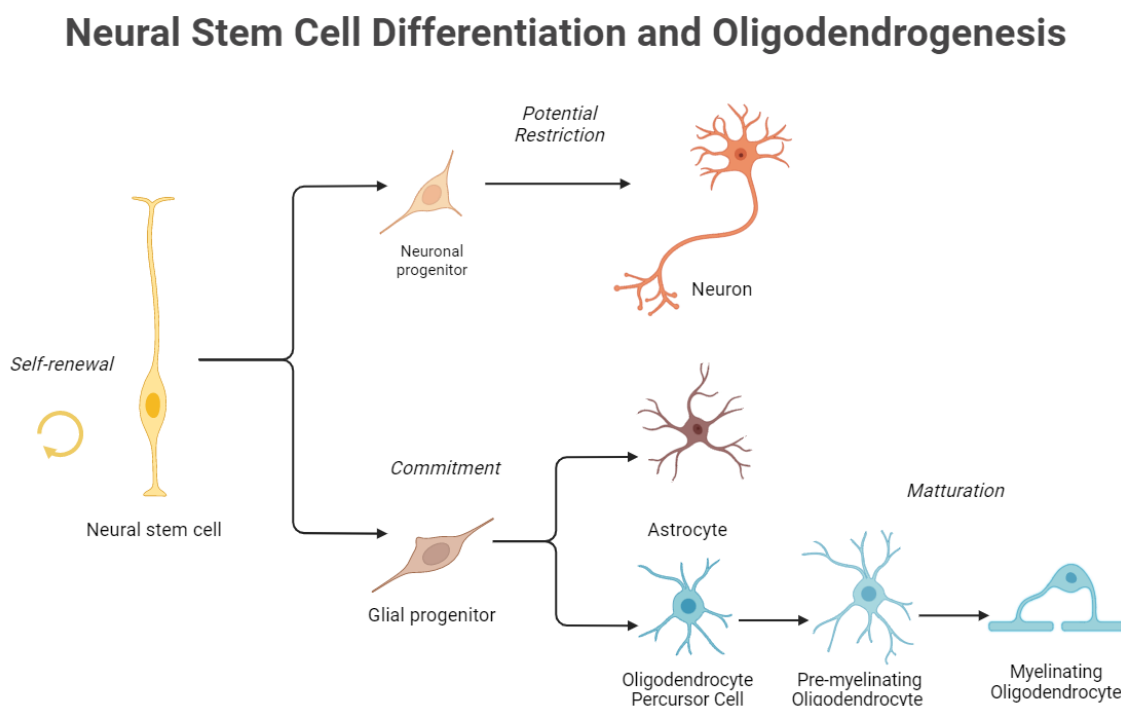 Neural Stem Cell Differentiation and Oligodendrogenesis
Potential
Restriction
Neuronal
progenitor
Neuron
Self-renewal
Neural stem cell
Commitment
Glial progenitor
Astrocyte
Matturation
Oligodendrocyte
Percursor Cell
Pre-myelinating
Oligodendrocyte
Myelinating
Oligodendrocyte